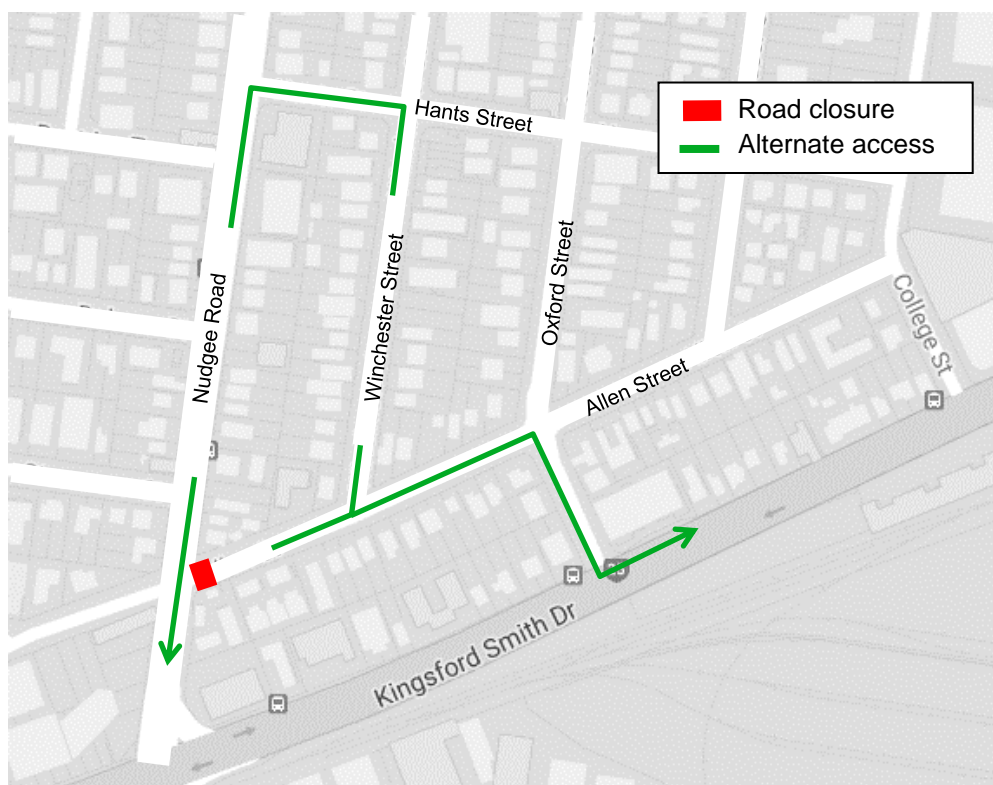 Hants Street
Road closure
Alternate access
Nudgee Road
Winchester Street
Oxford Street
Allen Street
College St
Kingsford Smith Dr